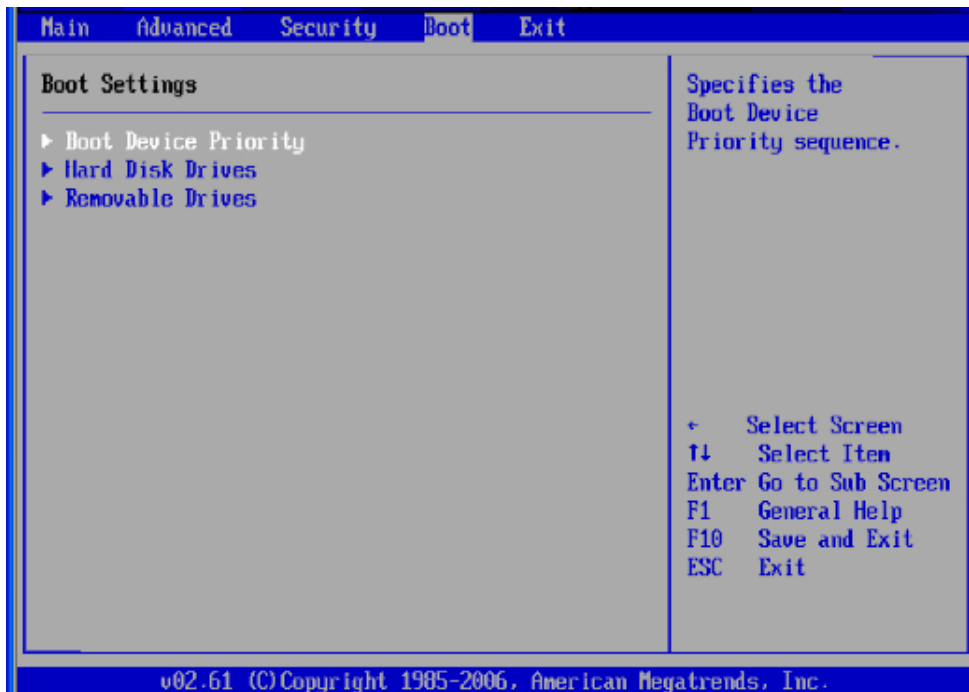 Main Advanced Security Boot Exit
Boot Settings
▶ Boot Device Priority
▶ Hard Disk Drives
▶ Removable Drives
Specifies the
Boot Device
Priority sequence.
← Select Screen
↑↓ Select Item
Enter Go to Sub Screen
F1 General Help
F10 Save and Exit
ESC Exit
v02.61 (C)Copyright 1985-2006, American Megatrends, Inc.